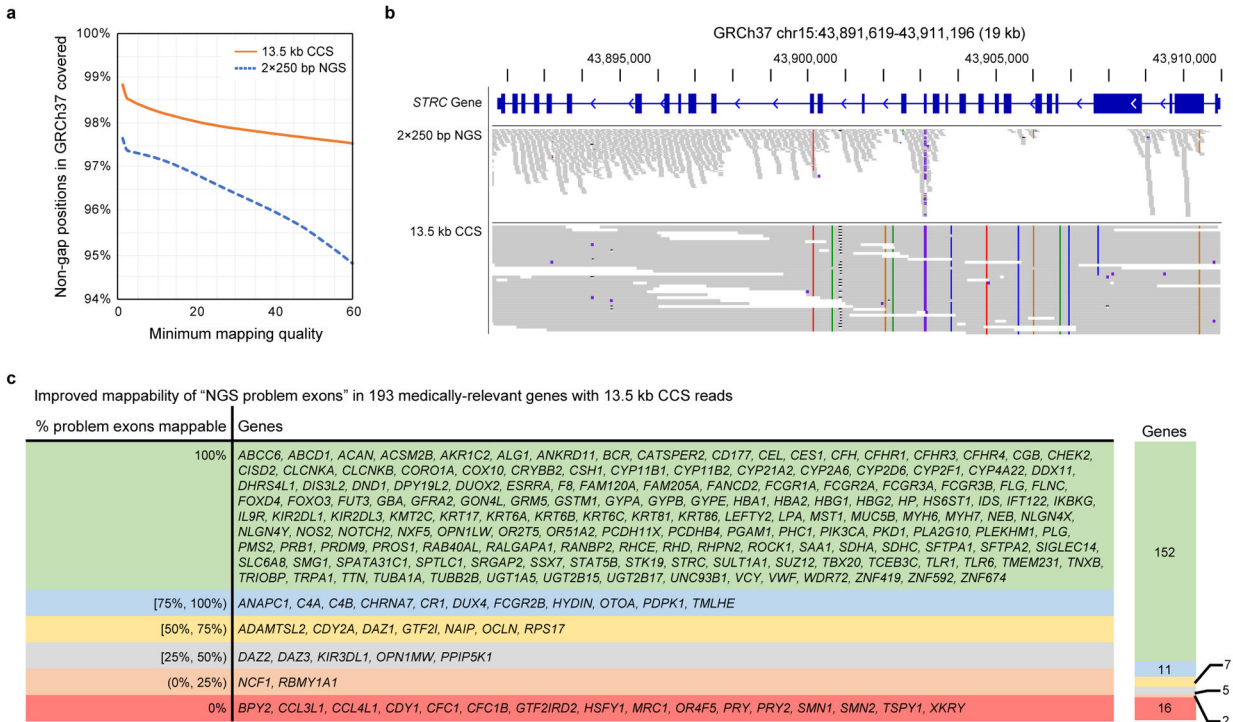 a
100%
99%
98%
97%
96%
95%
94%
Non-gap positions in GRCh37 covered
13.5 kb CCS
2×250 bp NGS
0
20
40
60
Minimum mapping quality
b
GRCh37 chr15:43,891,619-43,911,196 (19 kb)
43,895,000
43,900,000
43,905,000
43,910,000
STRC Gene
2×250 bp NGS
13.5 kb CCS
c
Improved mappability of “NGS problem exons” in 193 medically-relevant genes with 13.5 kb CCS reads
% problem exons mappable
Genes
Genes
100%
ABCC6, ABCD1, ACAN, ACSM2B, AKR1C2, ALG1, ANKRD11, BCR, CATSPER2, CD177, CEL, CES1, CFH, CFHR1, CFHR3, CFHR4, CGB, CHEK2,
CISD2, CLCNKA, CLCNKB, CORO1A, COX10, CRYBB2, CSH1, CYP11B1, CYP11B2, CYP21A2, CYP2A6, CYP2D6, CYP2F1, CYP4A22, DDX11,
DHRS4L1, DIS3L2, DND1, DPY19L2, DUOX2, ESRRA, F8, FAM120A, FAM205A, FANCD2, FCGR1A, FCGR2A, FCGR3A, FCGR3B, FLG, FLNC,
FOXD4, FOXO3, FUT3, GBA, GFRA2, GON4L, GRM5, GSTM1, GYPA, GYPB, GYPE, HBA1, HBA2, HBG1, HBG2, HP, HS6ST1, IDS, IFT122, IKBKG,
IL9R, KIR2DL1, KIR2DL3, KMT2C, KRT17, KRT6A, KRT6B, KRT6C, KRT81, KRT86, LEFTY2, LPA, MST1, MUC5B, MYH6, MYH7, NEB, NLGN4X,
NLGN4Y, NOS2, NOTCH2, NXF5, OPN1LW, OR2T5, OR51A2, PCDH11X, PCDHB4, PGAM1, PHC1, PIK3CA, PKD1, PLA2G10, PLEKHM1, PLG,
PMS2, PRB1, PRDM9, PROS1, RAB40AL, RALGAPA1, RANBP2, RHCE, RHD, RHPN2, ROCK1, SAA1, SDHA, SDHC, SFTPA1, SFTPA2, SIGLEC14,
SLC6A8, SMG1, SPATA31C1, SPTLC1, SRGAP2, SSX7, STAT5B, STK19, STRC, SULT1A1, SUZ12, TBX20, TCEB3C, TLR1, TLR6, TMEM231, TNXB,
TRIOBP, TRPA1, TTN, TUBA1A, TUBB2B, UGT1A5, UGT2B15, UGT2B17, UNC93B1, VCY, VWF, WDR72, ZNF419, ZNF592, ZNF674
152
[75%, 100%)
ANAPC1, C4A, C4B, CHRNA7, CR1, DUX4, FCGR2B, HYDIN, OTOA, PDPK1, TMLHE
11
[50%, 75%)
ADAMTSL2, CDY2A, DAZ1, GTF2I, NAIP, OCLN, RPS17
7
[25%, 50%)
DAZ2, DAZ3, KIR3DL1, OPN1MW, PPIP5K1
5
(0%, 25%)
NCF1, RBMY1A1
2
0%
BPY2, CCL3L1, CCL4L1, CDY1, CFC1, CFC1B, GTF2IRD2, HSFY1, MRC1, OR4F5, PRY, PRY2, SMN1, SMN2, TSPY1, XKRY
16